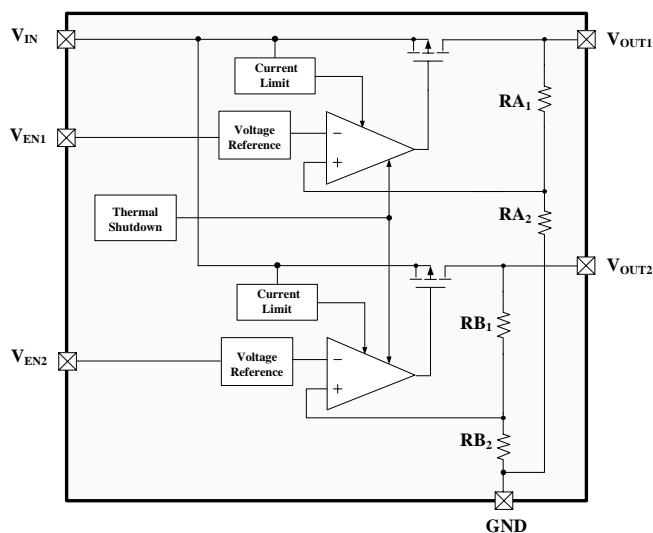 VIN
VOUT1
Current
Limit
RA1
VEN1
Voltage
Reference
−
+
Thermal
Shutdown
RA2
VOUT2
Current
Limit
RB1
VEN2
Voltage
Reference
−
+
RB2
GND